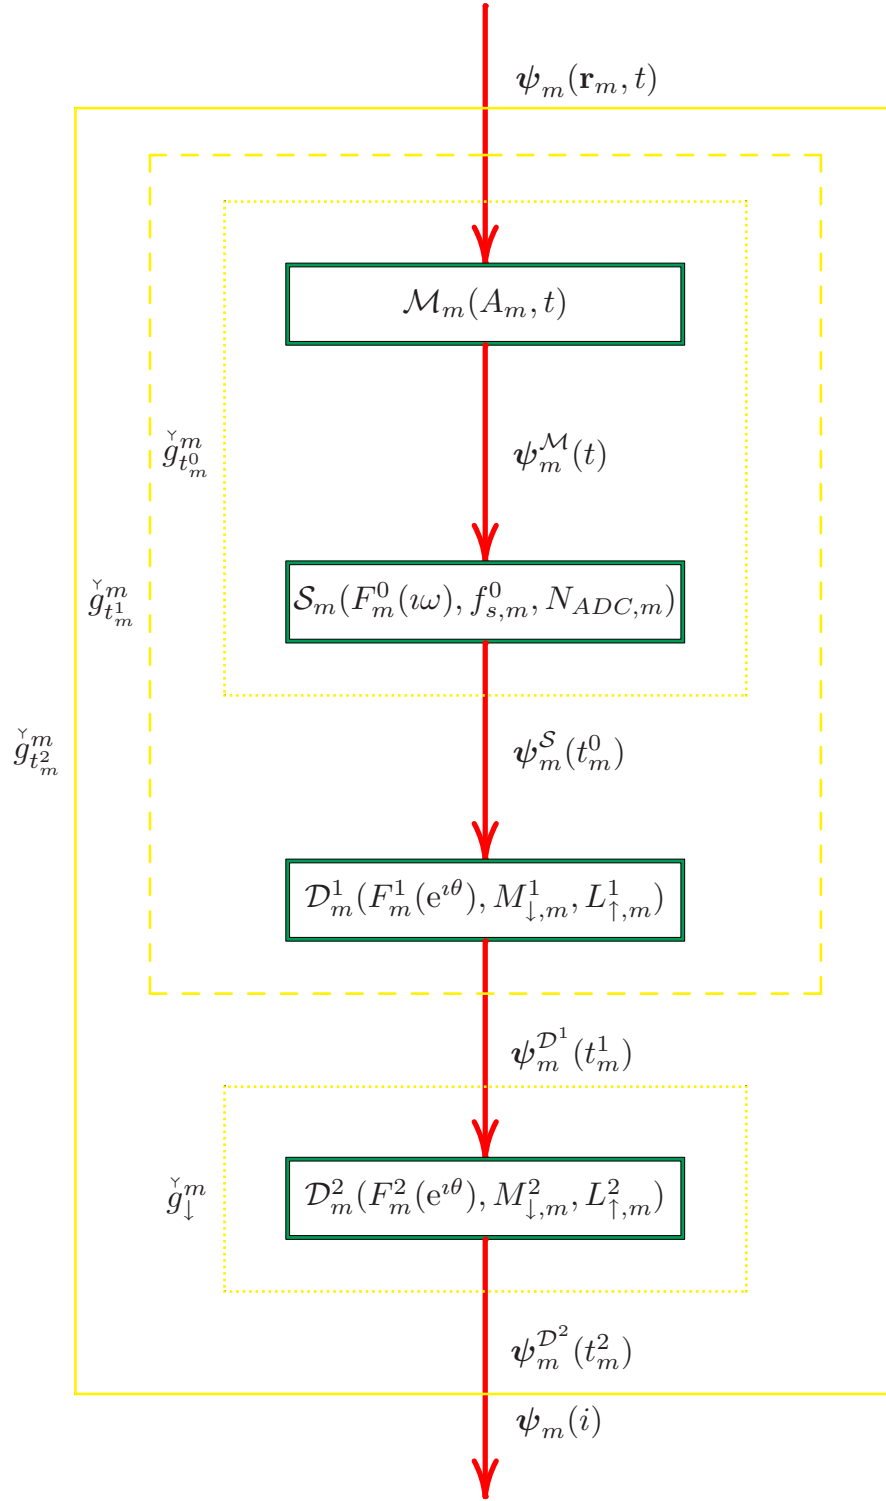 𝝍_m(𝐫_m, t)
ℳ_m(A_m, t)
ǧ^m_{t^0_m}
𝝍^ℳ_m(t)
𝒮_m(F^0_m(ıω), f^0_{s,m}, N_{ADC,m})
ǧ^m_{t^1_m}
𝝍^𝒮_m(t^0_m)
ǧ^m_{t^2_m}
𝒟^1_m(F^1_m(e^{ıθ}), M^1_{↓,m}, L^1_{↑,m})
𝝍^{𝒟^1}_m(t^1_m)
𝒟^2_m(F^2_m(e^{ıθ}), M^2_{↓,m}, L^2_{↑,m})
ǧ^m_↓
𝝍^{𝒟^2}_m(t^2_m)
𝝍_m(i)